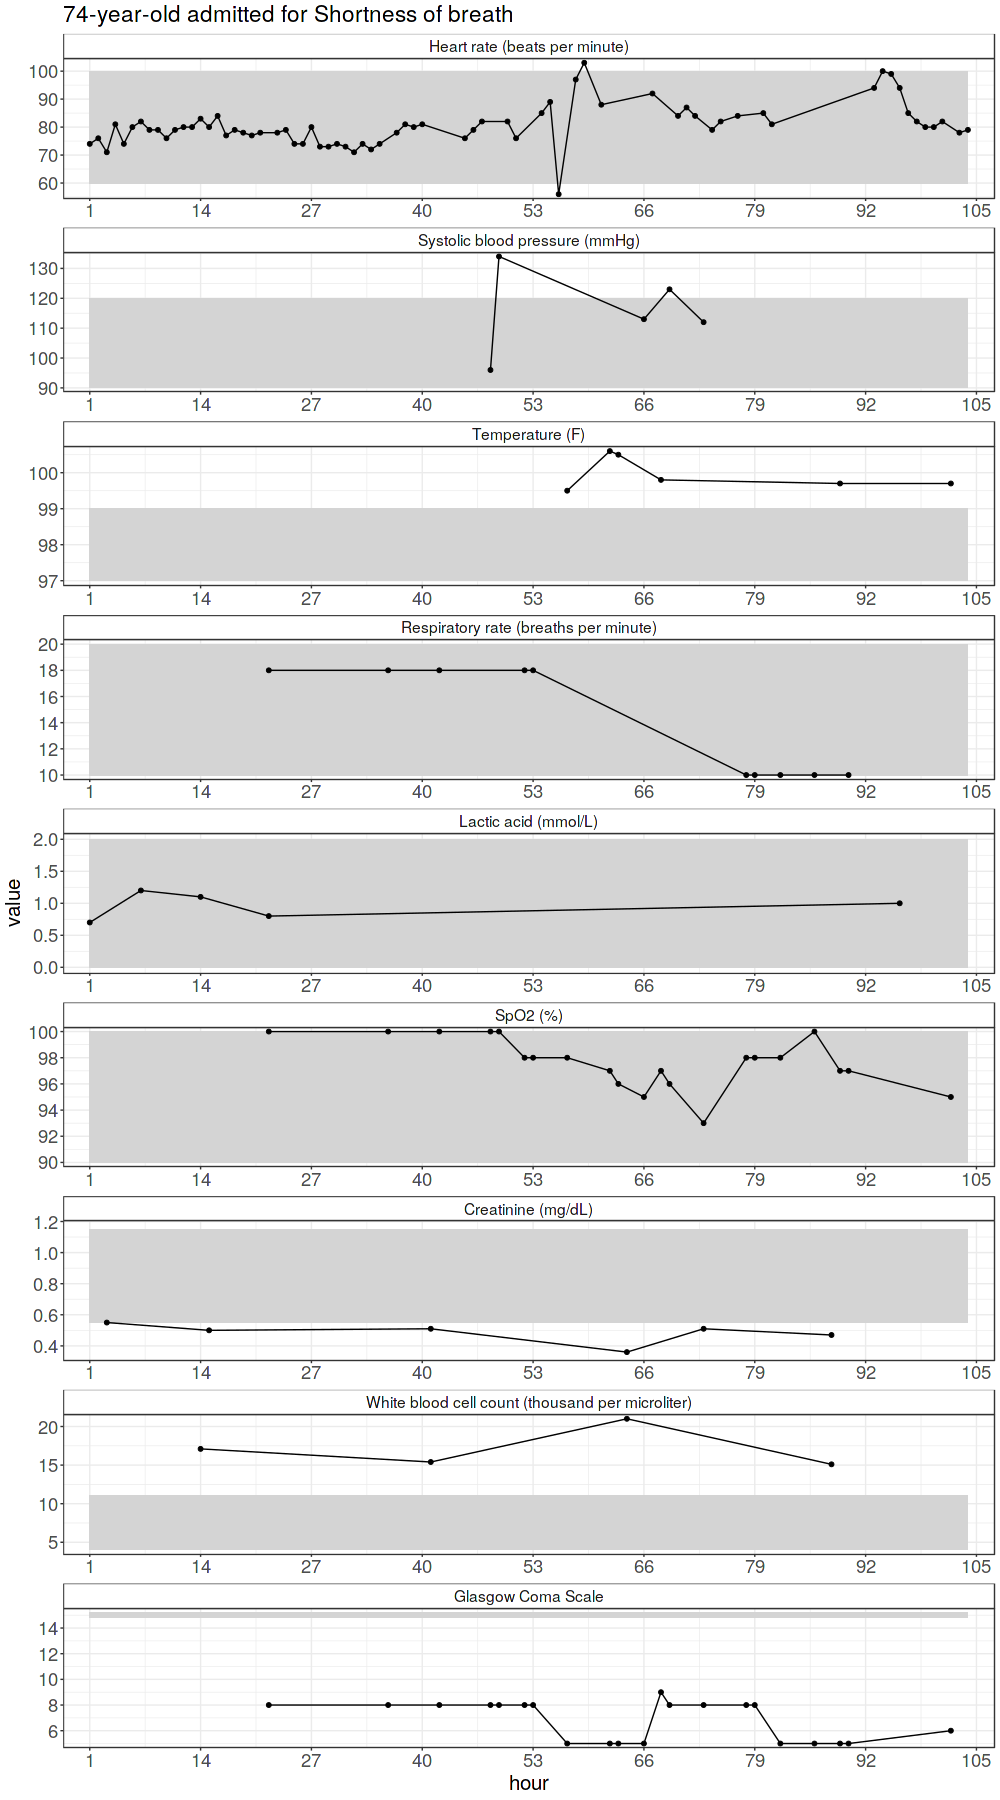 74-year-old admitted for Shortness of breath
Heart rate (beats per minute)
100
90
80
70
60
1 14 27 40 53 66 79 92 105
Systolic blood pressure (mmHg)
130
120
110
100
90
1 14 27 40 53 66 79 92 105
Temperature (F)
100
99
98
97
1 14 27 40 53 66 79 92 105
Respiratory rate (breaths per minute)
20
18
16
14
12
10
1 14 27 40 53 66 79 92 105
Lactic acid (mmol/L)
2.0
1.5
1.0
0.5
0.0
1 14 27 40 53 66 79 92 105
value
SpO2 (%)
100
98
96
94
92
90
1 14 27 40 53 66 79 92 105
Creatinine (mg/dL)
1.2
1.0
0.8
0.6
0.4
1 14 27 40 53 66 79 92 105
White blood cell count (thousand per microliter)
20
15
10
5
1 14 27 40 53 66 79 92 105
Glasgow Coma Scale
14
12
10
8
6
1 14 27 40 53 66 79 92 105
hour